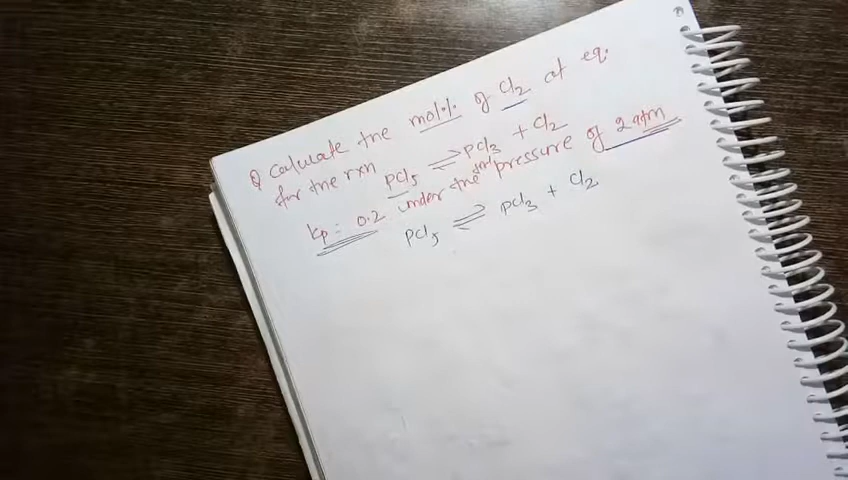 Q calculate the mol% of Cl2 at eq.
for the rxn PCl5 ⇌ PCl3 + Cl2
kp = 0.2 under the std pressure of 2 atm
PCl5 ⇌ PCl3 + Cl2